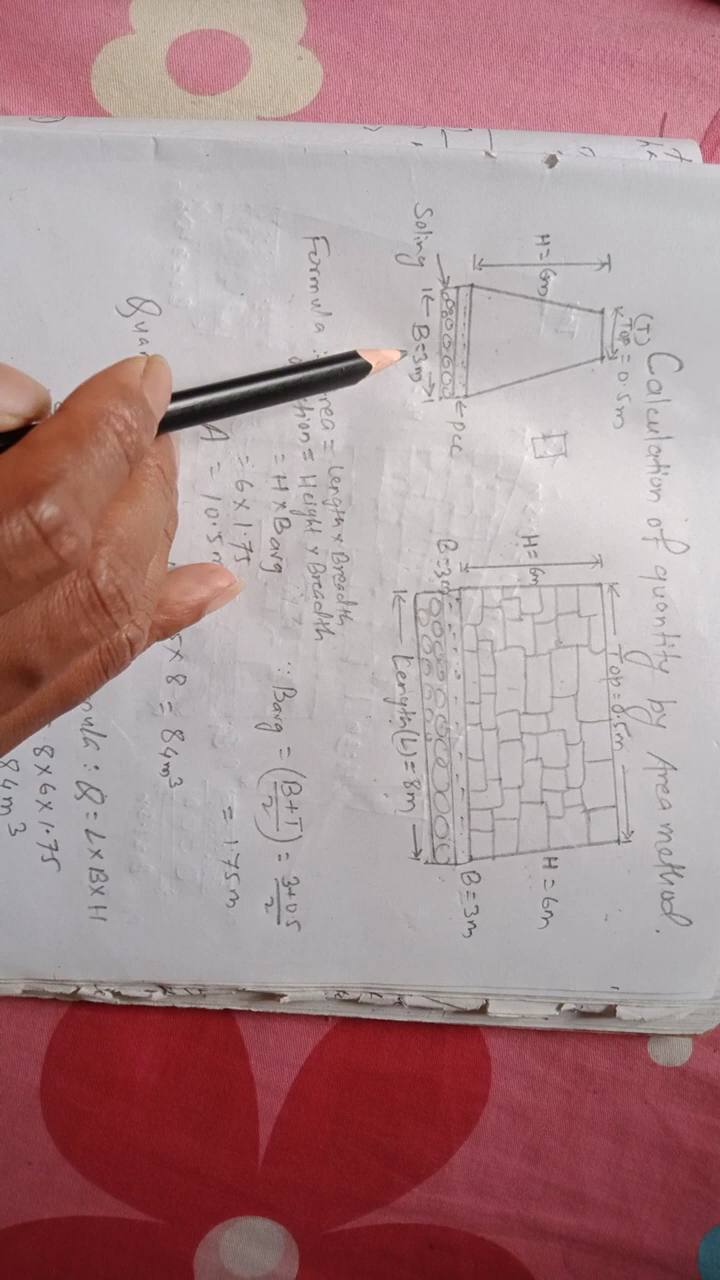 Calculation of quantity by Area method.
(T)
Top = 0.5m
H = 6m
PCC
Soling
B = 3m
Top = 0.5m
H = 6m
H = 6m
B = 3m
B = 3m
Length (L) = 8m
Formula : Area = Length x Breadth
= Height x Breadth
= H x Bavg
∴ Bavg = (B+T/2) = 3+0.5/2
= 6 x 1.75
= 1.75 m
A = 10.5 m
x 8 = 84m³
: Q = L x B x H
8 x 6 x 1.75
84m³